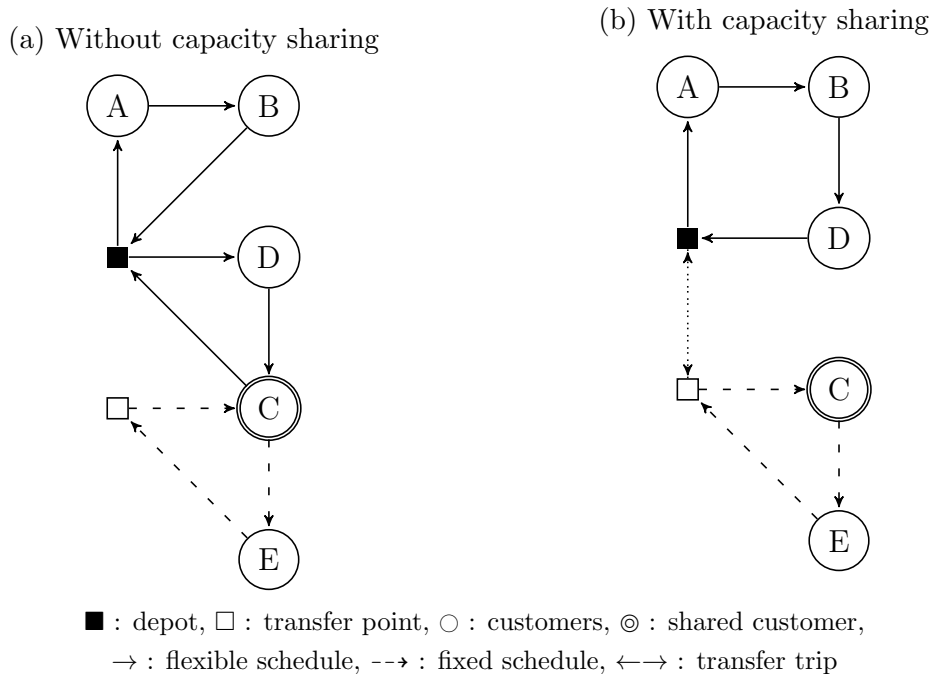 (a) Without capacity sharing
A
B
D
C
E
(b) With capacity sharing
A
B
D
C
E
■ : depot, □ : transfer point, ○ : customers, ◎ : shared customer,
→ : flexible schedule, --→ : fixed schedule, ←→ : transfer trip